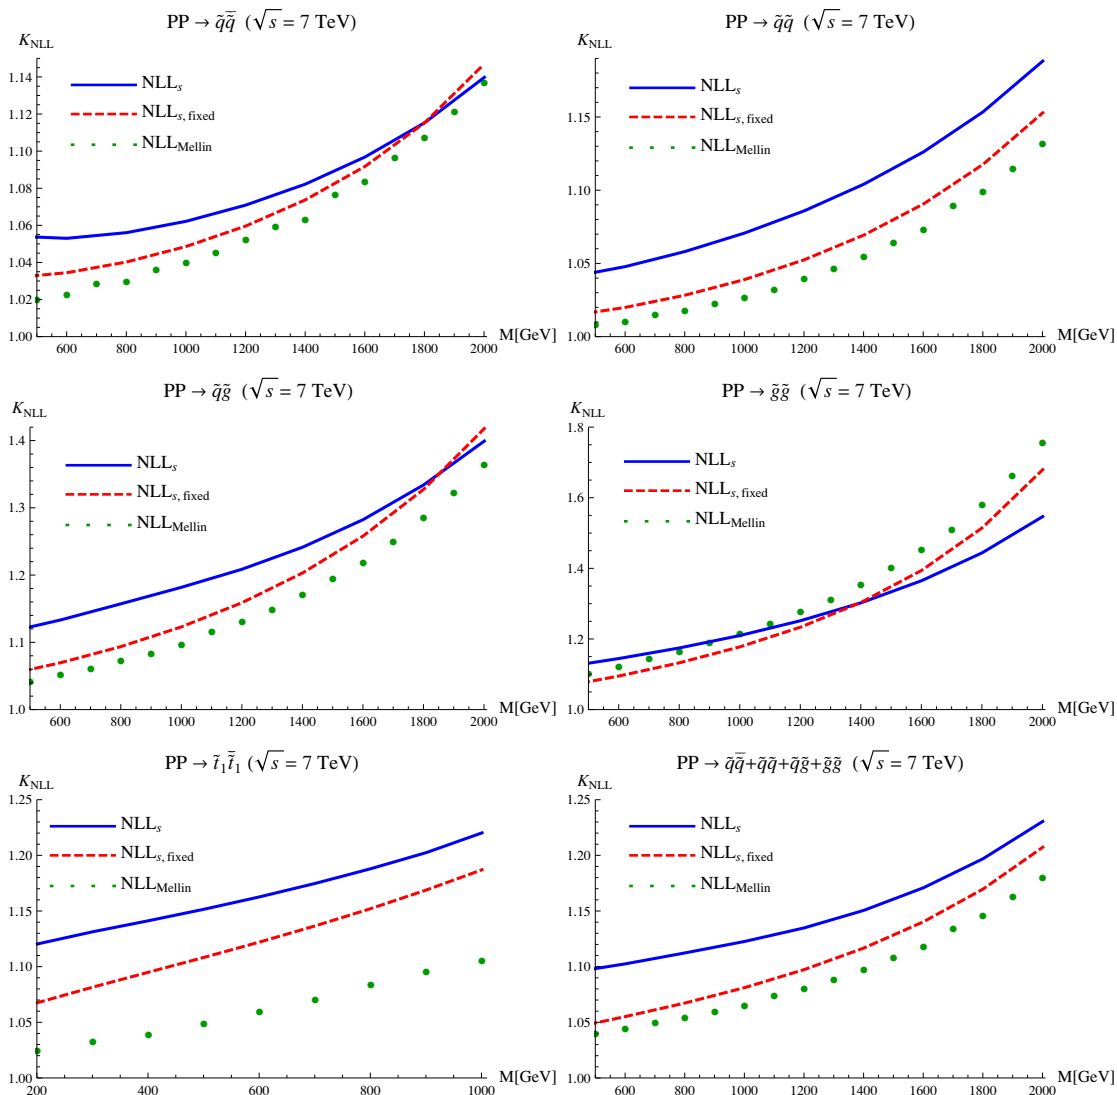 PP → q̃q̃̅ (√s = 7 TeV)
K_NLL
NLL_s
NLL_s, fixed
NLL_Mellin
1.14
1.12
1.10
1.08
1.06
1.04
1.02
1.00
600 800 1000 1200 1400 1600 1800 2000 M[GeV]
PP → q̃q̃ (√s = 7 TeV)
K_NLL
NLL_s
NLL_s, fixed
NLL_Mellin
1.15
1.10
1.05
1.00
600 800 1000 1200 1400 1600 1800 2000 M[GeV]
PP → q̃g̃ (√s = 7 TeV)
K_NLL
NLL_s
NLL_s, fixed
NLL_Mellin
1.4
1.3
1.2
1.1
1.0
600 800 1000 1200 1400 1600 1800 2000 M[GeV]
PP → g̃g̃ (√s = 7 TeV)
K_NLL
NLL_s
NLL_s, fixed
NLL_Mellin
1.8
1.6
1.4
1.2
1.0
600 800 1000 1200 1400 1600 1800 2000 M[GeV]
PP → t̃₁t̃̅₁ (√s = 7 TeV)
K_NLL
NLL_s
NLL_s, fixed
NLL_Mellin
1.25
1.20
1.15
1.10
1.05
1.00
200 400 600 800 1000 M[GeV]
PP → q̃q̃̅+q̃q̃+q̃g̃+g̃g̃ (√s = 7 TeV)
K_NLL
NLL_s
NLL_s, fixed
NLL_Mellin
1.25
1.20
1.15
1.10
1.05
1.00
600 800 1000 1200 1400 1600 1800 2000 M[GeV]